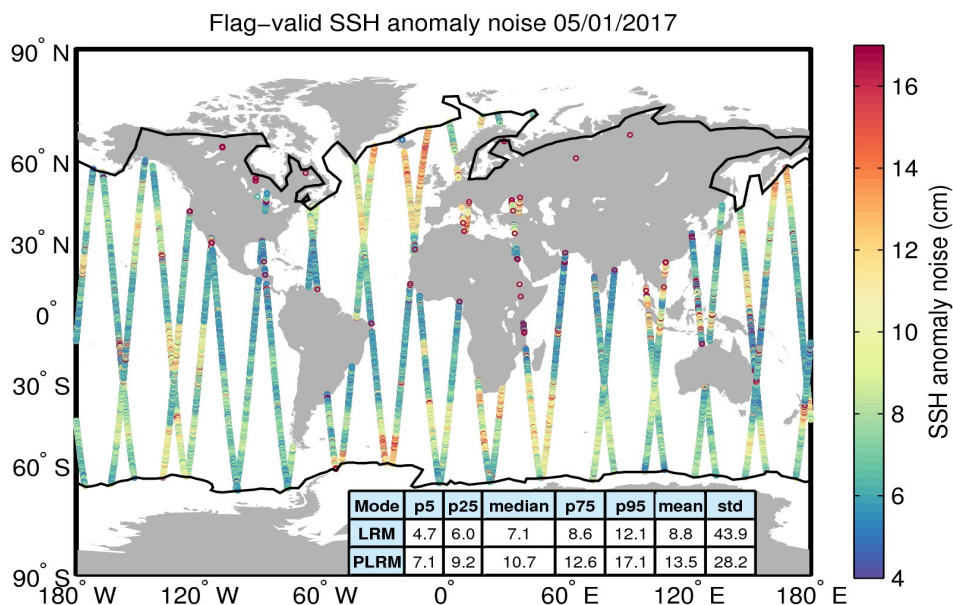 Flag−valid SSH anomaly noise 05/01/2017
90° N
60° N
30° N
0°
30° S
60° S
90° S
180° W
120° W
60° W
0°
60° E
120° E
180° E
Mode p5 p25 median p75 p95 mean std
LRM 4.7 6.0 7.1 8.6 12.1 8.8 43.9
PLRM 7.1 9.2 10.7 12.6 17.1 13.5 28.2
16
14
12
10
8
6
4
SSH anomaly noise (cm)